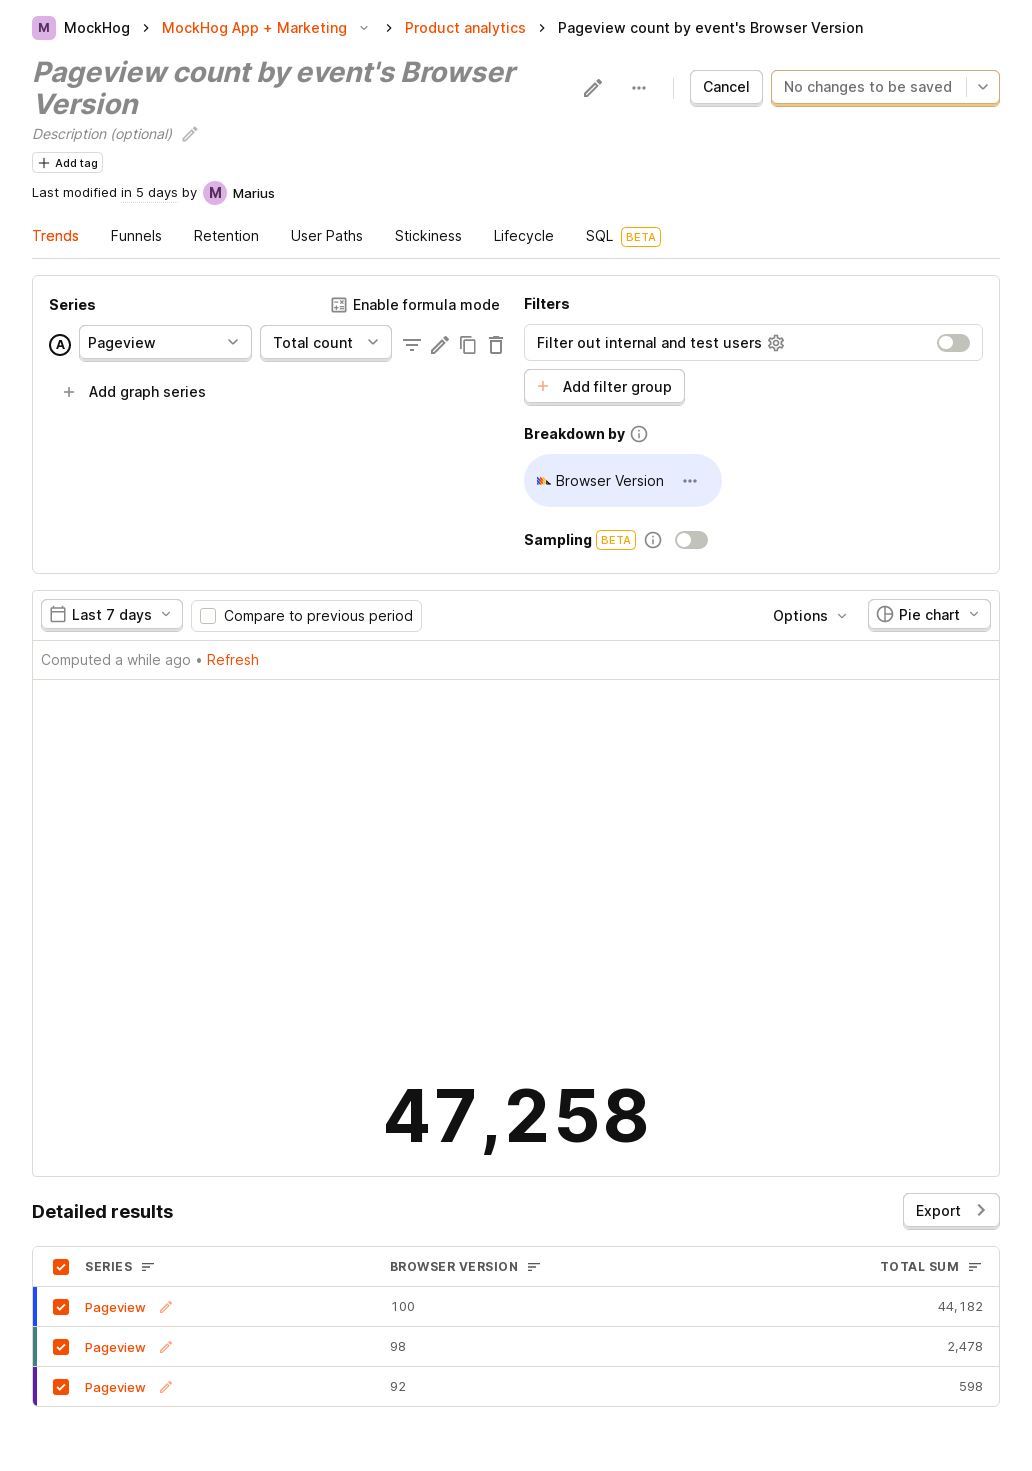 M MockHog MockHog App + Marketing Product analytics Pageview count by event's Browser Version
Pageview count by event's Browser
Version
Cancel
No changes to be saved
Description (optional)
Add tag
Last modified in 5 days by M Marius
Trends Funnels Retention User Paths Stickiness Lifecycle SQL BETA
Series
Enable formula mode
A Pageview Total count
Add graph series
Filters
Filter out internal and test users
Add filter group
Breakdown by
Browser Version
Sampling BETA
Last 7 days Compare to previous period Options Pie chart
Computed a while ago • Refresh
47,258
Detailed results Export
SERIES BROWSER VERSION TOTAL SUM
Pageview 100 44,182
Pageview 98 2,478
Pageview 92 598